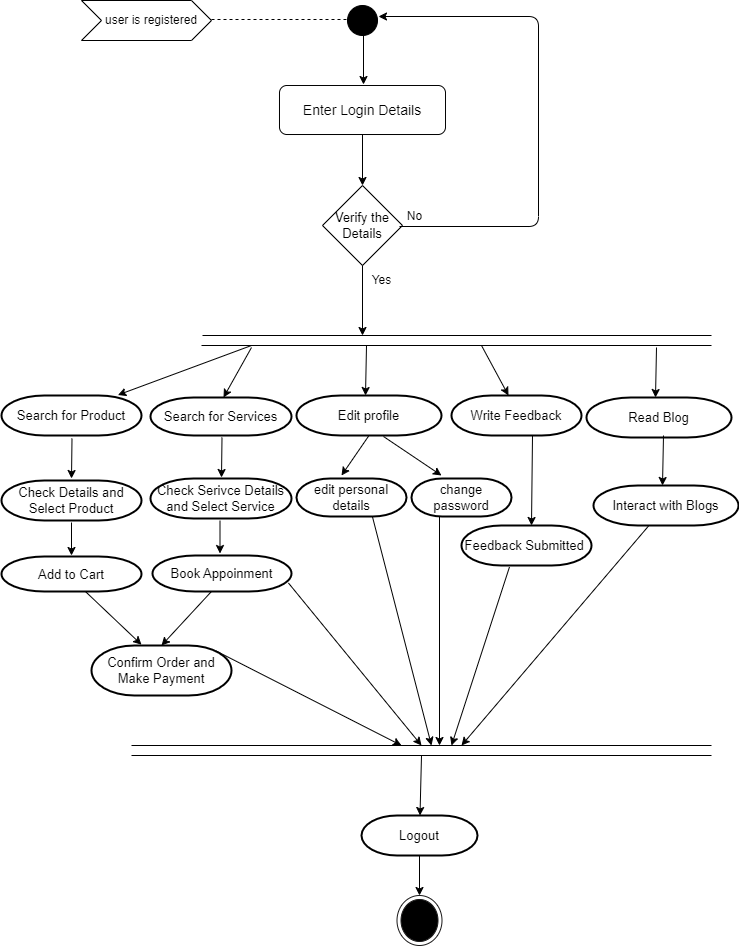 user is registered
Enter Login Details
Verify the
Details
No
Yes
Search for Product
Search for Services
Edit profile
Write Feedback
Read Blog
Check Details and
Select Product
Check Serivce Details
and Select Service
edit personal
details
change
password
Interact with Blogs
Feedback Submitted
Add to Cart
Book Appoinment
Confirm Order and
Make Payment
Logout